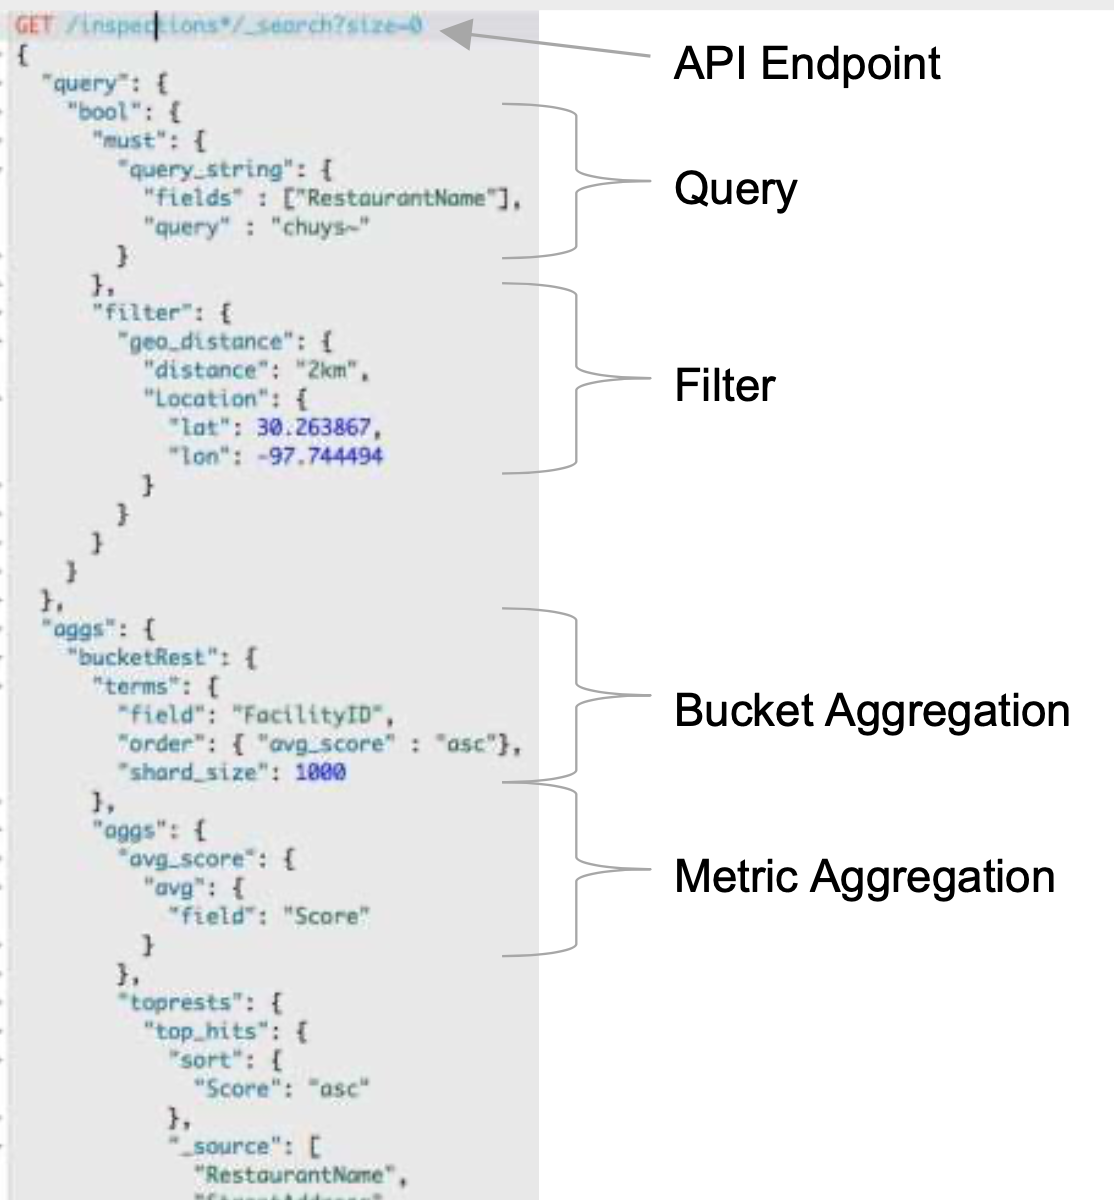 GET /inspections*/_search?size=0
{
"query": {
"bool": {
"must": {
"query_string": {
"fields" : ["RestaurantName"],
"query" : "chuys~"
}
},
"filter": {
"geo_distance": {
"distance": "2km",
"Location": {
"lat": 30.263867,
"lon": -97.744494
}
}
}
}
},
"aggs": {
"bucketRest": {
"terms": {
"field": "FacilityID",
"order": { "avg_score" : "asc"},
"shard_size": 1000
},
"aggs": {
"avg_score": {
"avg": {
"field": "Score"
}
},
"toprests": {
"top_hits": {
"sort": {
"Score": "asc"
},
"_source": [
"RestaurantName",
API Endpoint
Query
Filter
Bucket Aggregation
Metric Aggregation